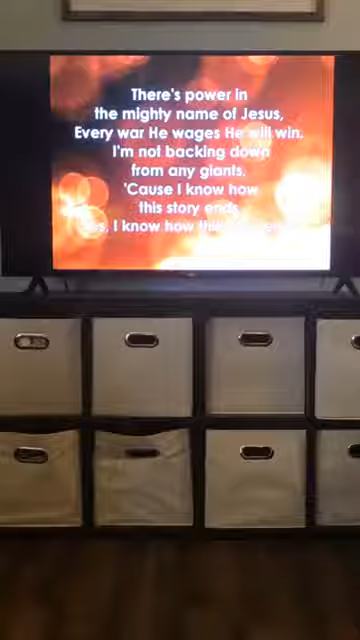 There's power in
the mighty name of Jesus,
Every war He wages He will win.
I'm not backing down
from any giants.
'Cause I know how
this story ends
I know how this